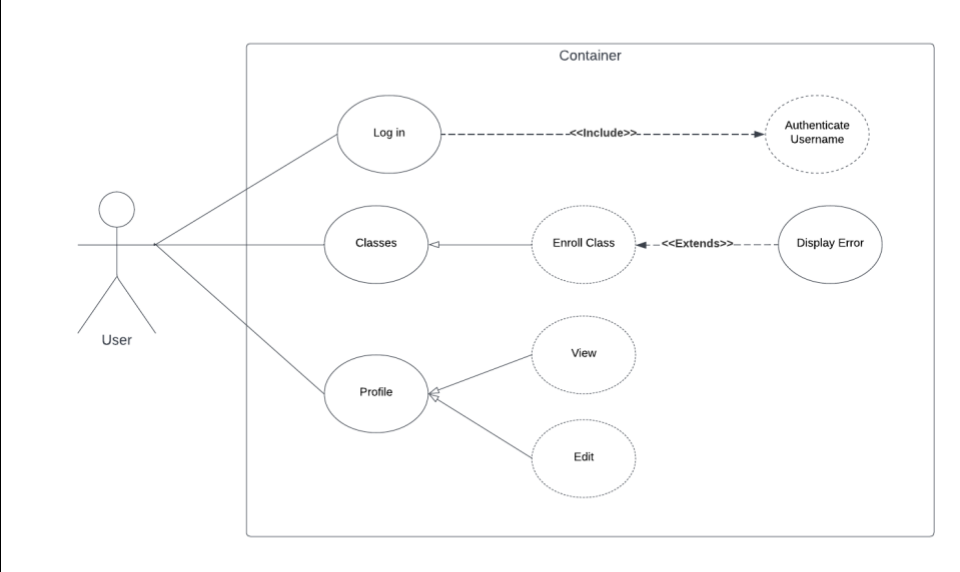 Container
Log in
<<Include>>
Authenticate
Username
Classes
Enroll Class
<<Extends>>
Display Error
User
View
Profile
Edit